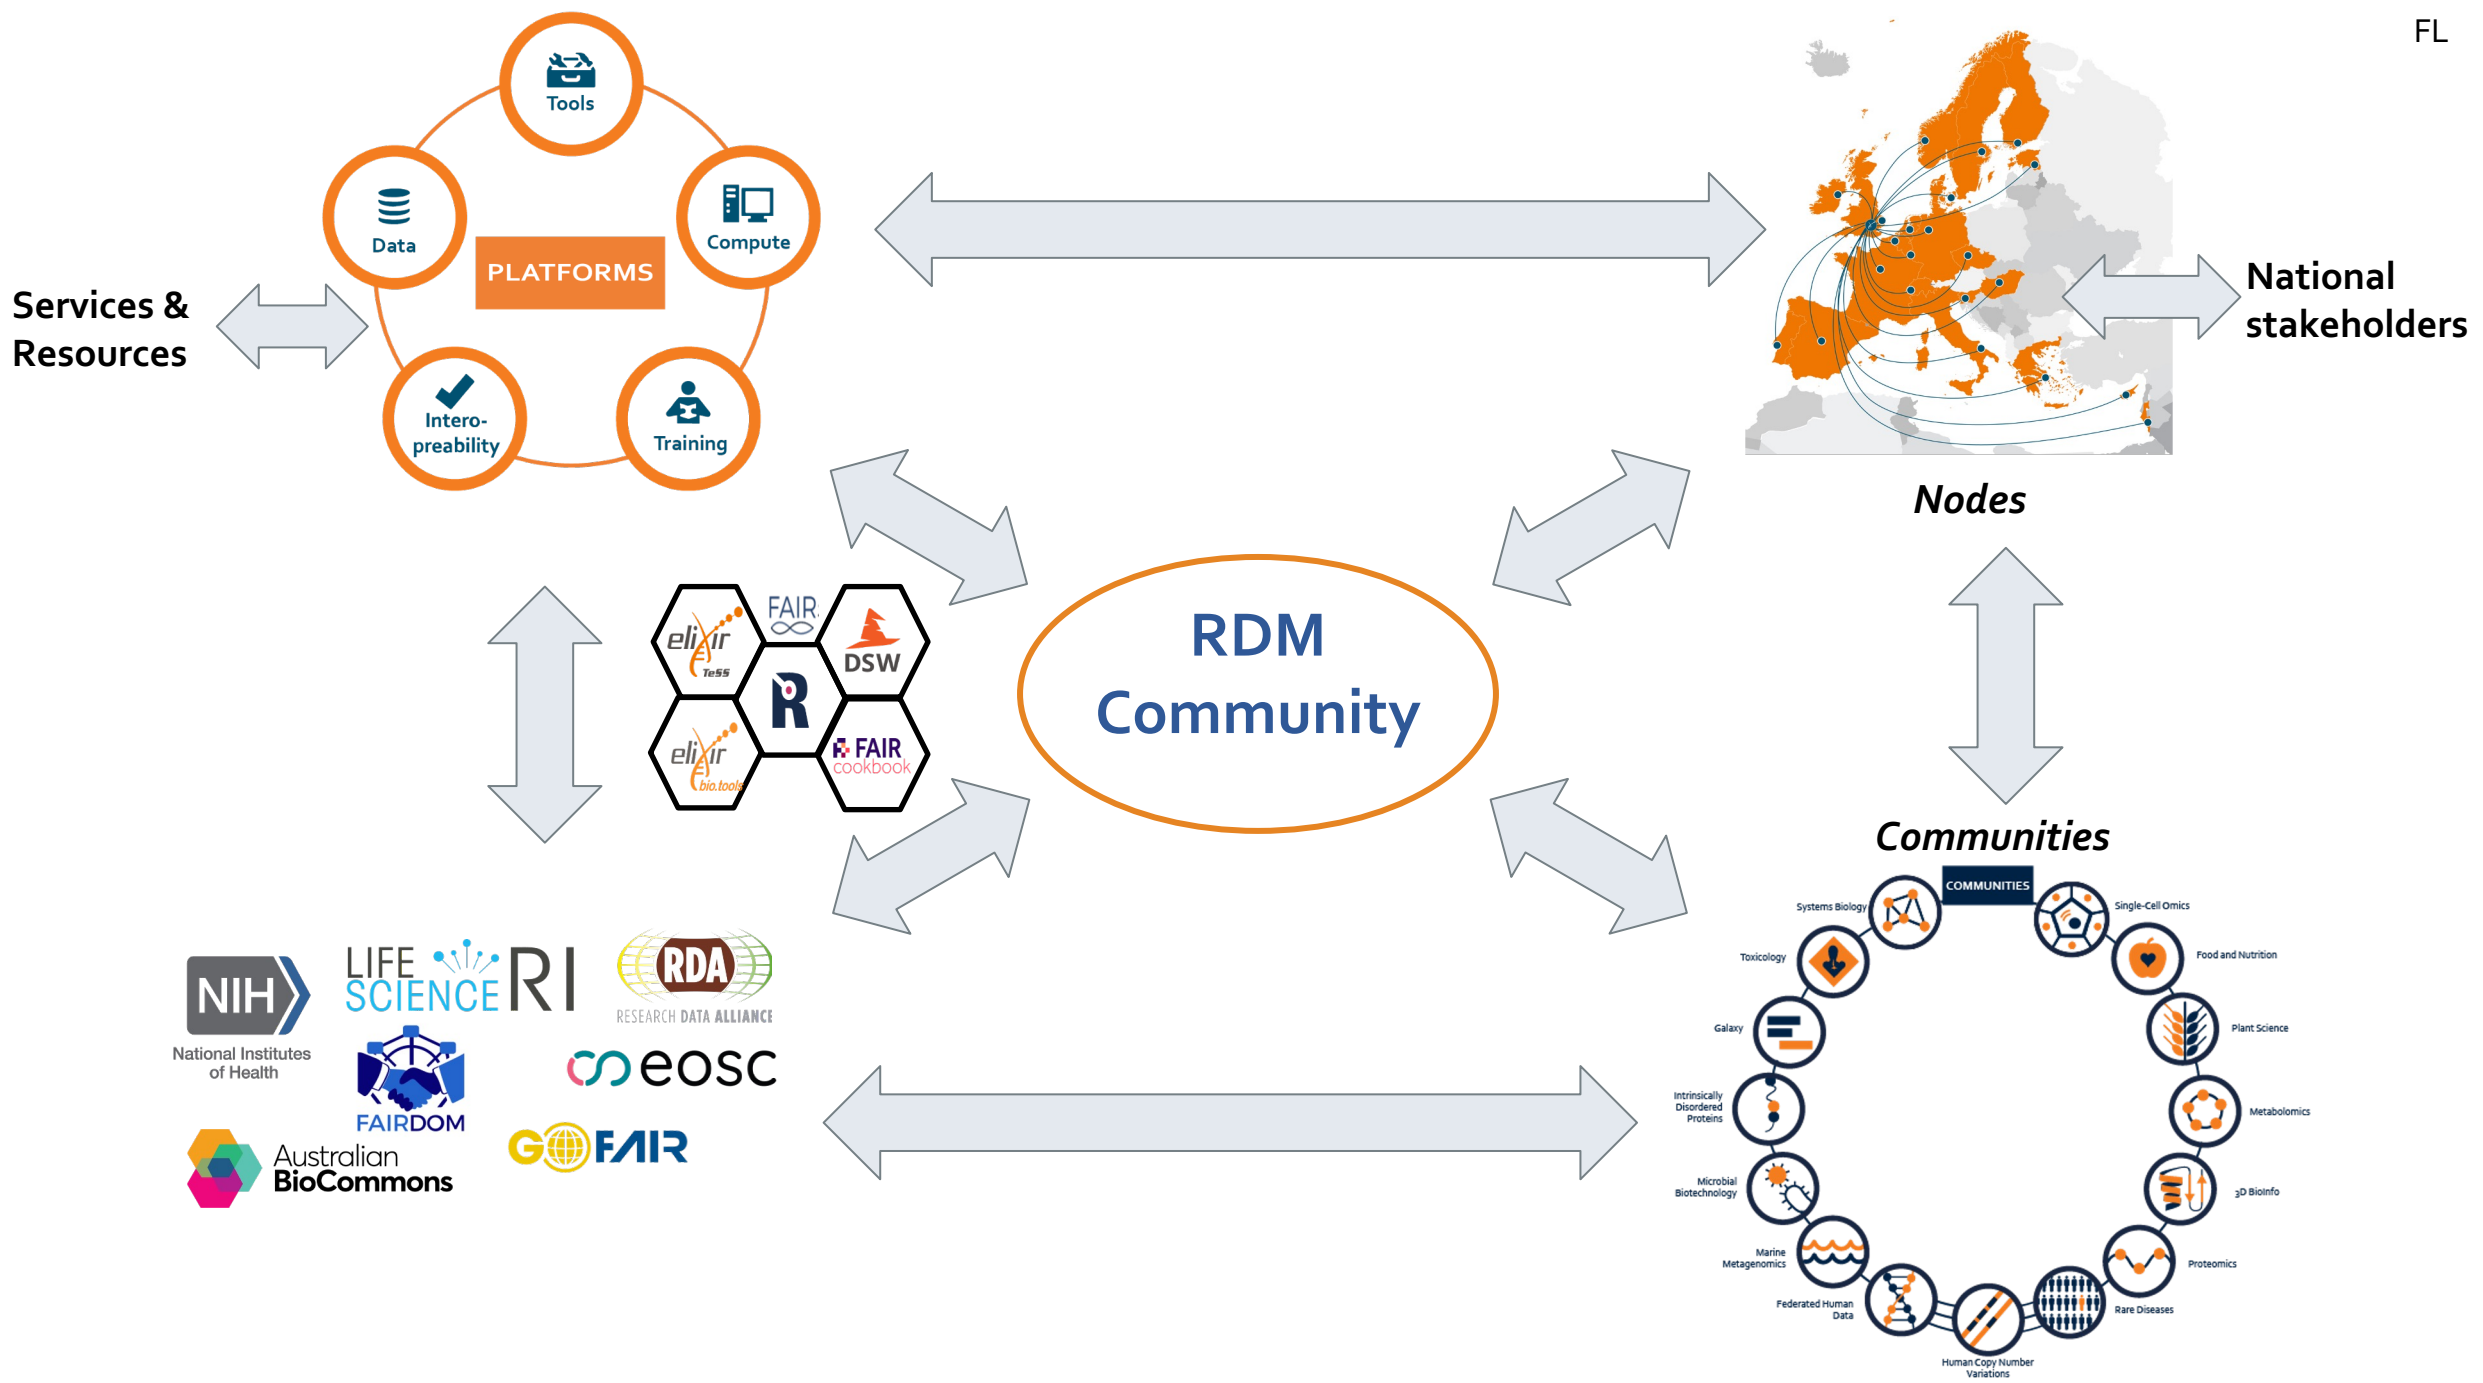 FL
Tools
Data
Compute
PLATFORMS
Intero-
preability
Training
Services &
Resources
National
stakeholders
Nodes
elixir
TeSS
FAIR
DSW
R
elixir
bio.tools
FAIR
cookbook
RDM
Community
Communities
COMMUNITIES
Systems Biology
Single-Cell Omics
Toxicology
Food and Nutrition
Galaxy
Plant Science
Intrinsically
Disordered
Proteins
Metabolomics
Microbial
Biotechnology
3D BioInfo
Marine
Metagenomics
Proteomics
Federated Human
Data
Rare Diseases
Human Copy Number
Variations
NIH
National Institutes
of Health
LIFE
SCIENCE RI
RDA
RESEARCH DATA ALLIANCE
FAIRDOM
eosc
Australian
BioCommons
GO FAIR